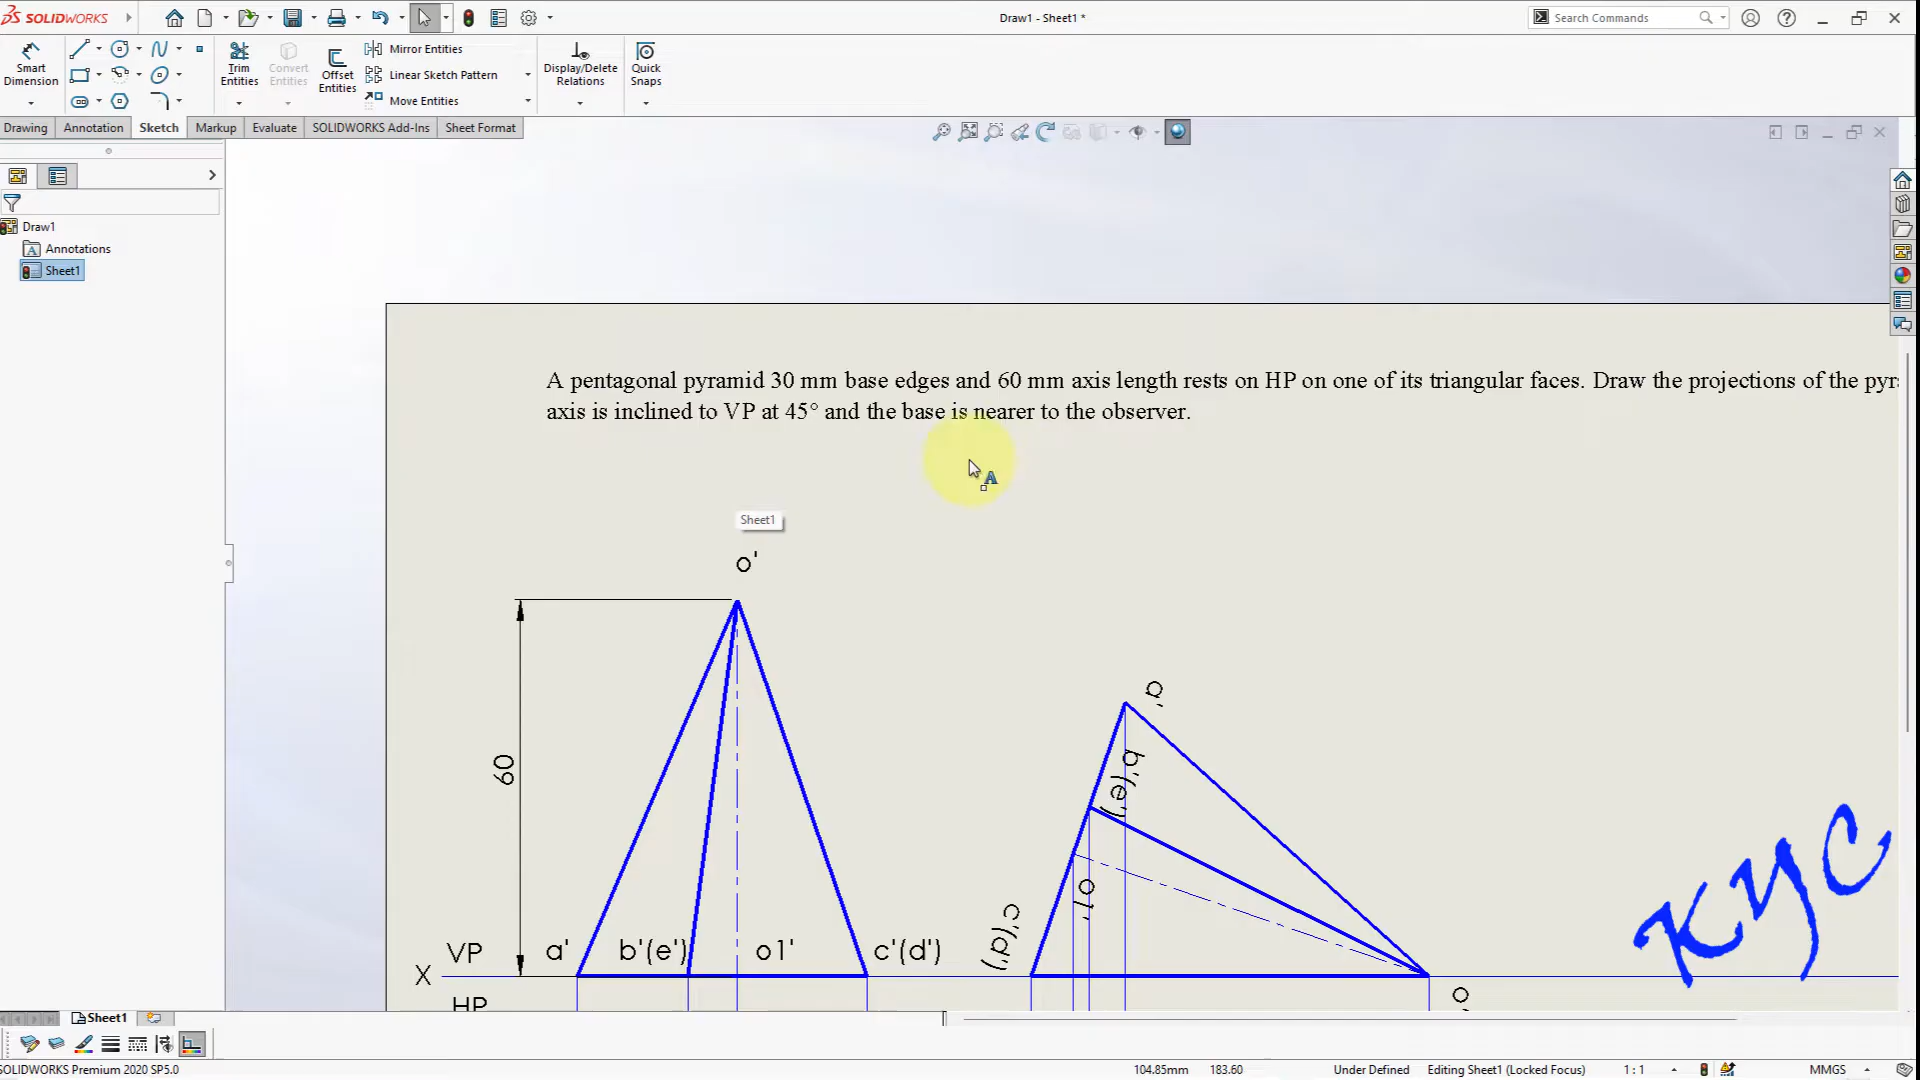 SOLIDWORKS
Draw1 - Sheet1 *
Search Commands
Smart Dimension
Trim Entities
Convert Entities
Offset Entities
Mirror Entities
Linear Sketch Pattern
Move Entities
Display/Delete Relations
Quick Snaps
Drawing
Annotation
Sketch
Markup
Evaluate
SOLIDWORKS Add-Ins
Sheet Format
Draw1
Annotations
Sheet1
A pentagonal pyramid 30 mm base edges and 60 mm axis length rests on HP on one of its triangular faces. Draw the projections of the pyr
axis is inclined to VP at 45° and the base is nearer to the observer.
A
Sheet1
o'
60
a'
b'(e')
o1'
c'(d')
VP
X
HP
a'
b'(e')
o1'
c'(d')
o
kyc
Sheet1
SOLIDWORKS Premium 2020 SP5.0
104.85mm
183.60
Under Defined
Editing Sheet1 (Locked Focus)
1 : 1
MMGS